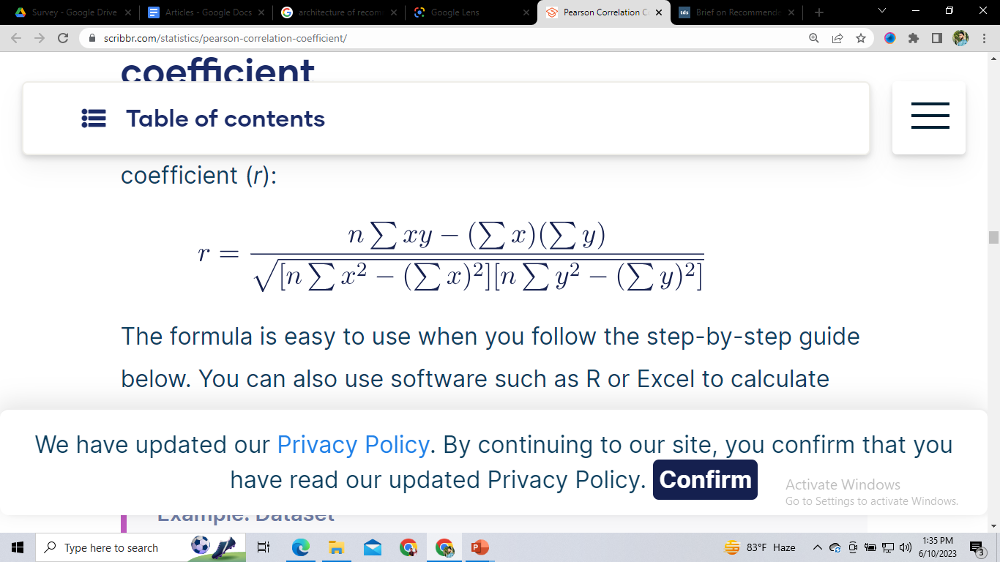 Survey - Google Drive
Articles - Google Docs
architecture of recom
Google Lens
Pearson Correlation C
tds
Brief on Recommende
scribbr.com/statistics/pearson-correlation-coefficient/
coefficient
Table of contents
coefficient (r):
r = \frac{n \sum xy - (\sum x)(\sum y)}{\sqrt{[n \sum x^2 - (\sum x)^2][n \sum y^2 - (\sum y)^2]}}
The formula is easy to use when you follow the step-by-step guide
below. You can also use software such as R or Excel to calculate
We have updated our Privacy Policy. By continuing to our site, you confirm that you
have read our updated Privacy Policy. Confirm
Activate Windows
Go to Settings to activate Windows.
Example: Dataset
Type here to search
83°F Haze
1:35 PM
6/10/2023
3